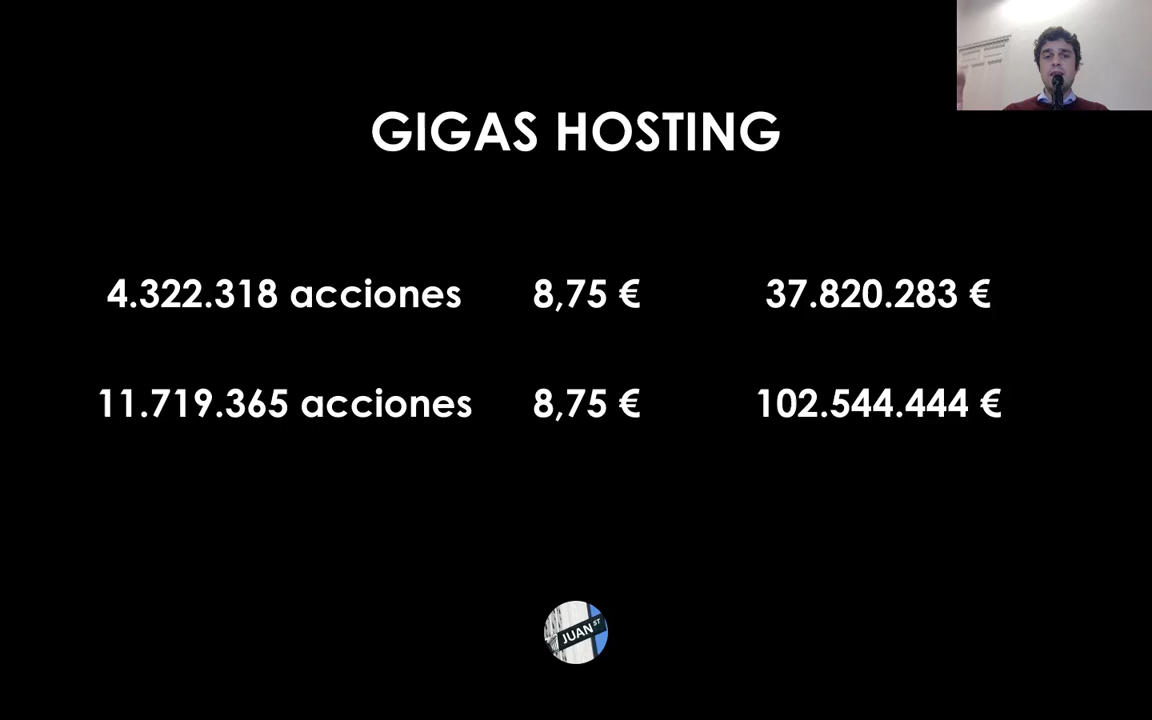 GIGAS HOSTING
4.322.318 acciones 8,75 € 37.820.283 €
11.719.365 acciones 8,75 € 102.544.444 €
JUAN ST